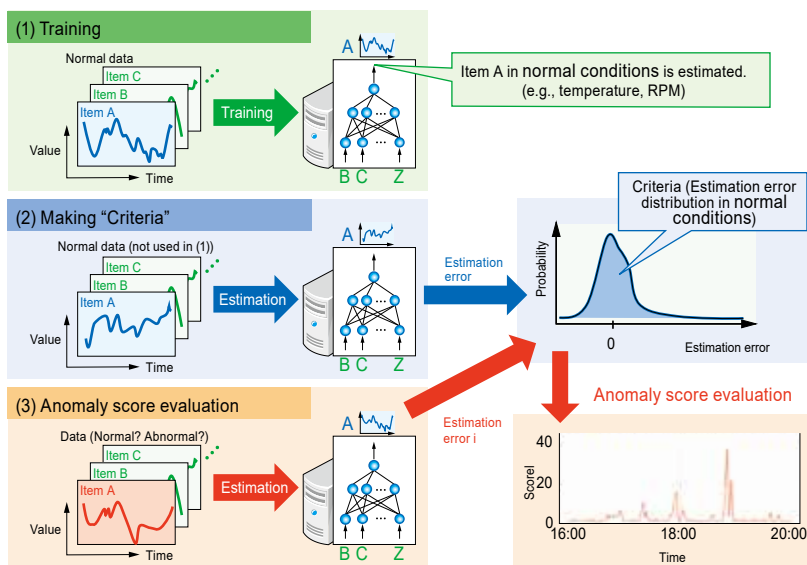 (1) Training
Normal data
Item C
Item B
Item A
Value
Time
Training
A
B C Z
Item A in normal conditions is estimated.
(e.g., temperature, RPM)
(2) Making “Criteria”
Normal data (not used in (1))
Item C
Item B
Item A
Value
Time
Estimation
A
B C Z
Estimation
error
Criteria (Estimation error
distribution in normal
conditions)
Probability
0
Estimation error
(3) Anomaly score evaluation
Data (Normal? Abnormal?)
Item C
Item B
Item A
Value
Time
Estimation
A
B C Z
Estimation
error i
Anomaly score evaluation
Scorel
40
20
0
16:00 18:00 20:00
Time